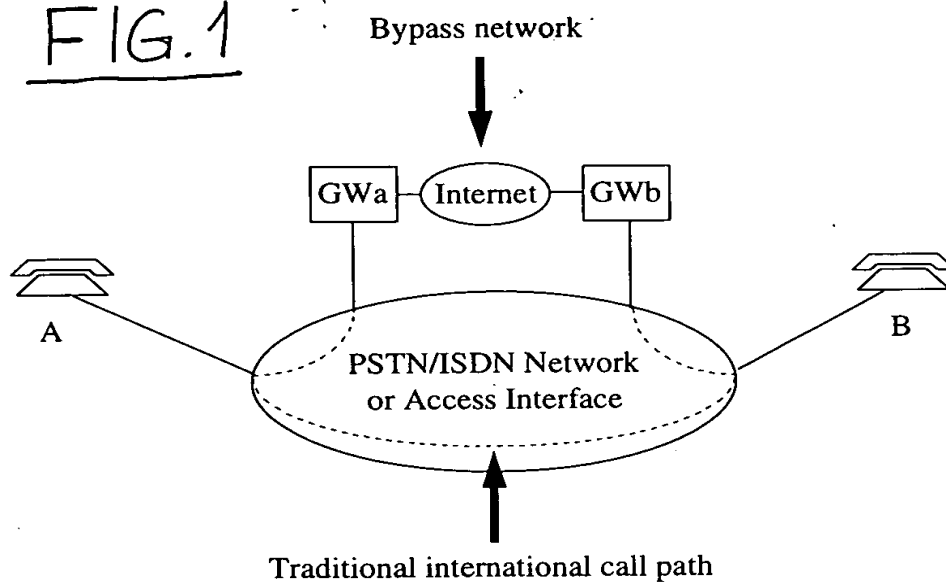 FIG.1
Bypass network
GWa
Internet
GWb
A
B
PSTN/ISDN Network
or Access Interface
Traditional international call path